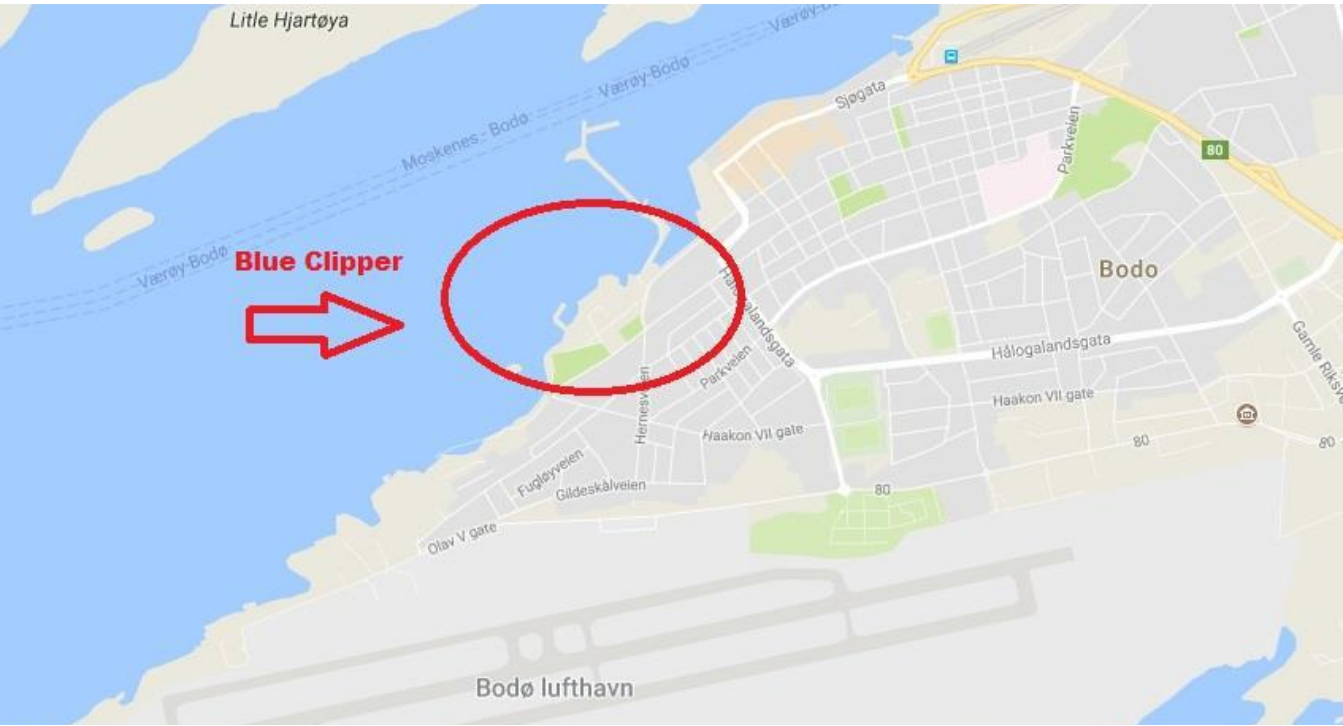 Litle Hjartøya
Værøy-Bodø
Moskenes - Bodø
Værøy-Bodø
Sjøgata
Parkveien
80
Blue Clipper
Bodo
Hålogalandsgata
Hålogalandsgata
Parkveien
Haakon VII gate
Haakon VII gate
Hernesveien
80
80
80
Fugløyveien
Gildeskålveien
Olav V gate
Bodø lufthavn